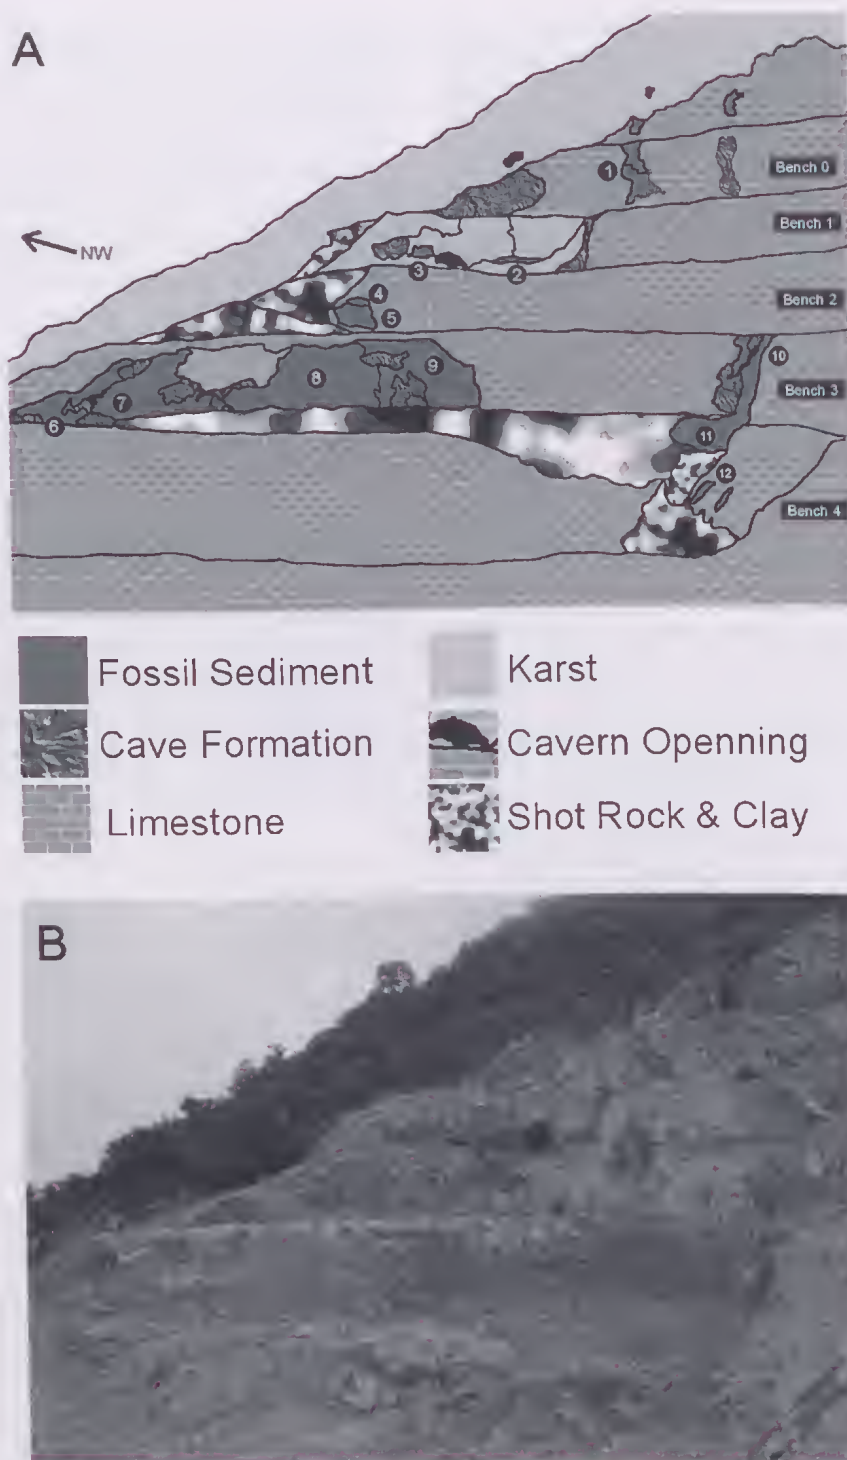 A
NW
1
Bench 0
Bench 1
3
2
4
Bench 2
5
10
9
8
Bench 3
7
6
11
12
Bench 4
Fossil Sediment
Karst
Cave Formation
Cavern Openning
Limestone
Shot Rock & Clay
B